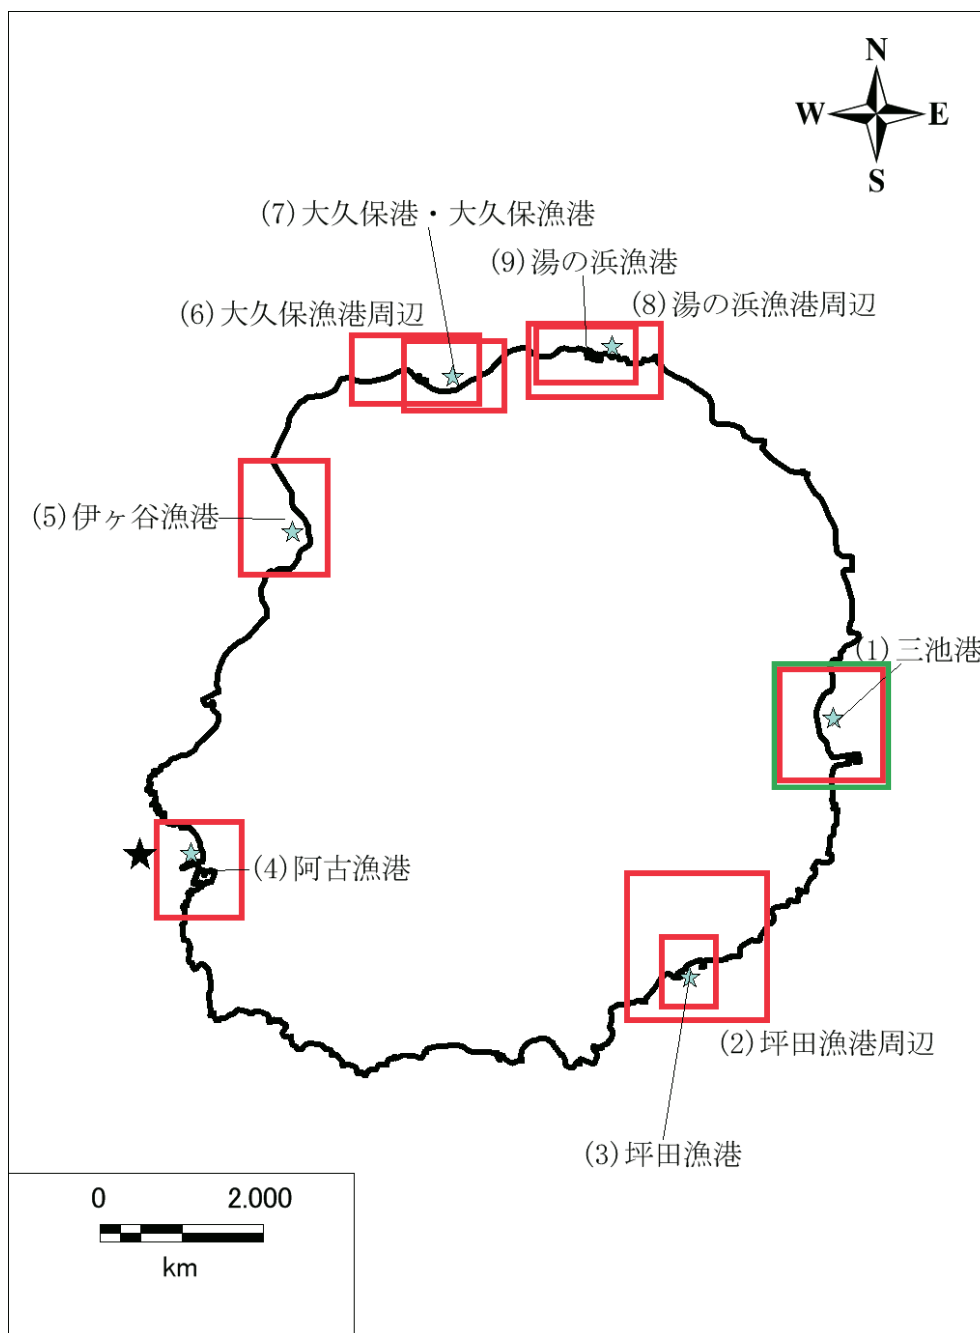 N
W E
S
(7)大久保港・大久保漁港
(9)湯の浜漁港
(8)湯の浜漁港周辺
(6)大久保漁港周辺
(5)伊ヶ谷漁港
(1)三池港
(4)阿古漁港
(2)坪田漁港周辺
(3)坪田漁港
0 2.000
km